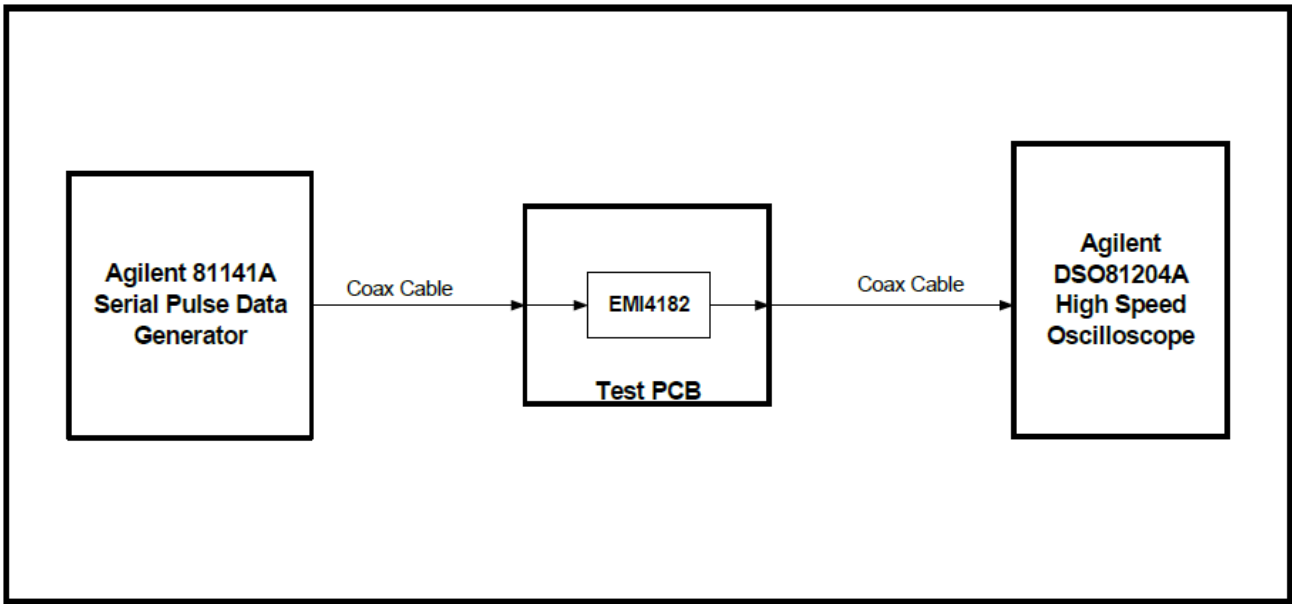 Agilent 81141A
Serial Pulse Data
Generator
Coax Cable
EMI4182
Test PCB
Coax Cable
Agilent
DSO81204A
High Speed
Oscilloscope